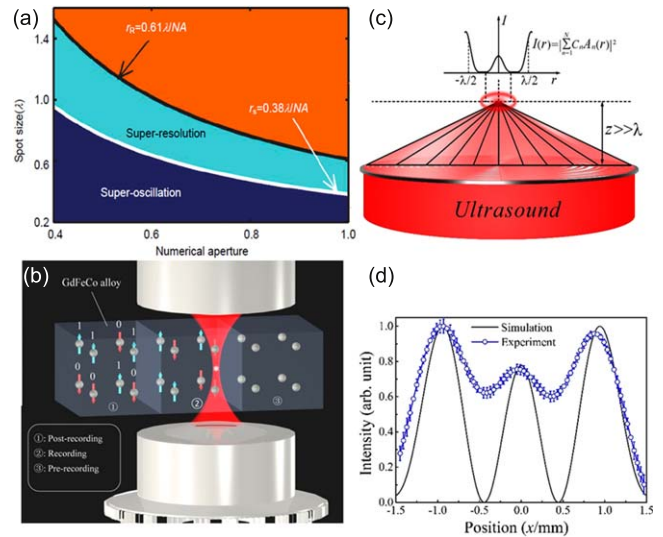 (a)
1.4
1.0
0.6
0.2
Spot size(λ)
r_R=0.61λ/NA
r_s=0.38λ/NA
Super-resolution
Super-oscillation
0.4
0.6
0.8
1.0
Numerical aperture
(c)
I
I(r)=|∑_{n=1}^{N}C_nA_n(r)|²
-λ/2
λ/2
r
z>>λ
Ultrasound
(b)
GdFeCo alloy
1
1
0
1
0
0
1
0
①
②
③
①: Post-recording
②: Recording
③: Pre-recording
(d)
Simulation
Experiment
1.0
0.8
0.6
0.4
0.2
0.0
Intensity (arb. unit)
-1.5
-1.0
-0.5
0.0
0.5
1.0
1.5
Position (x/mm)